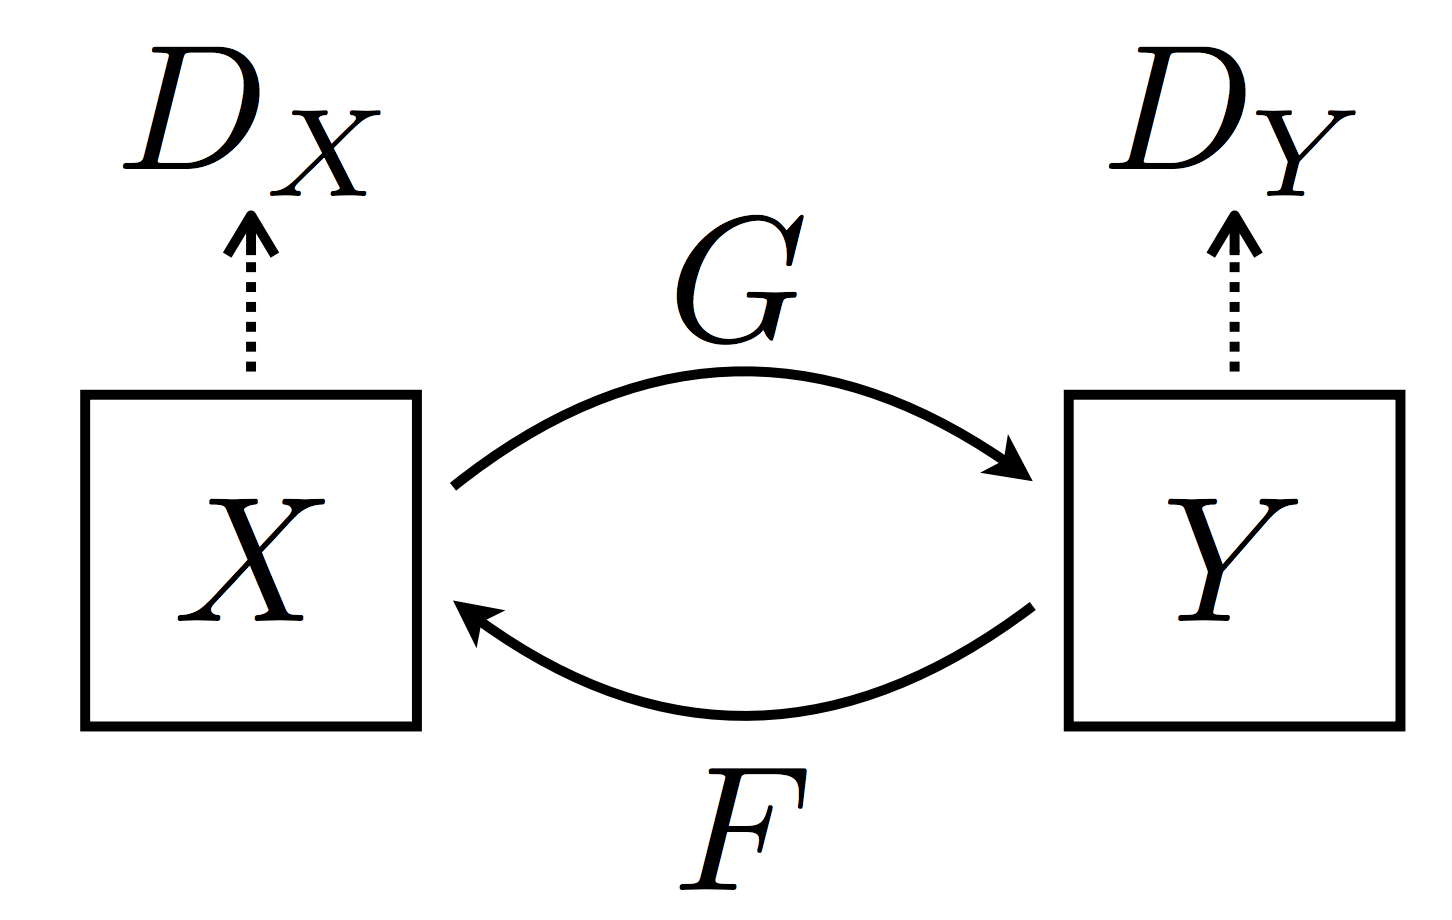 D_X D_Y
G
X Y
F